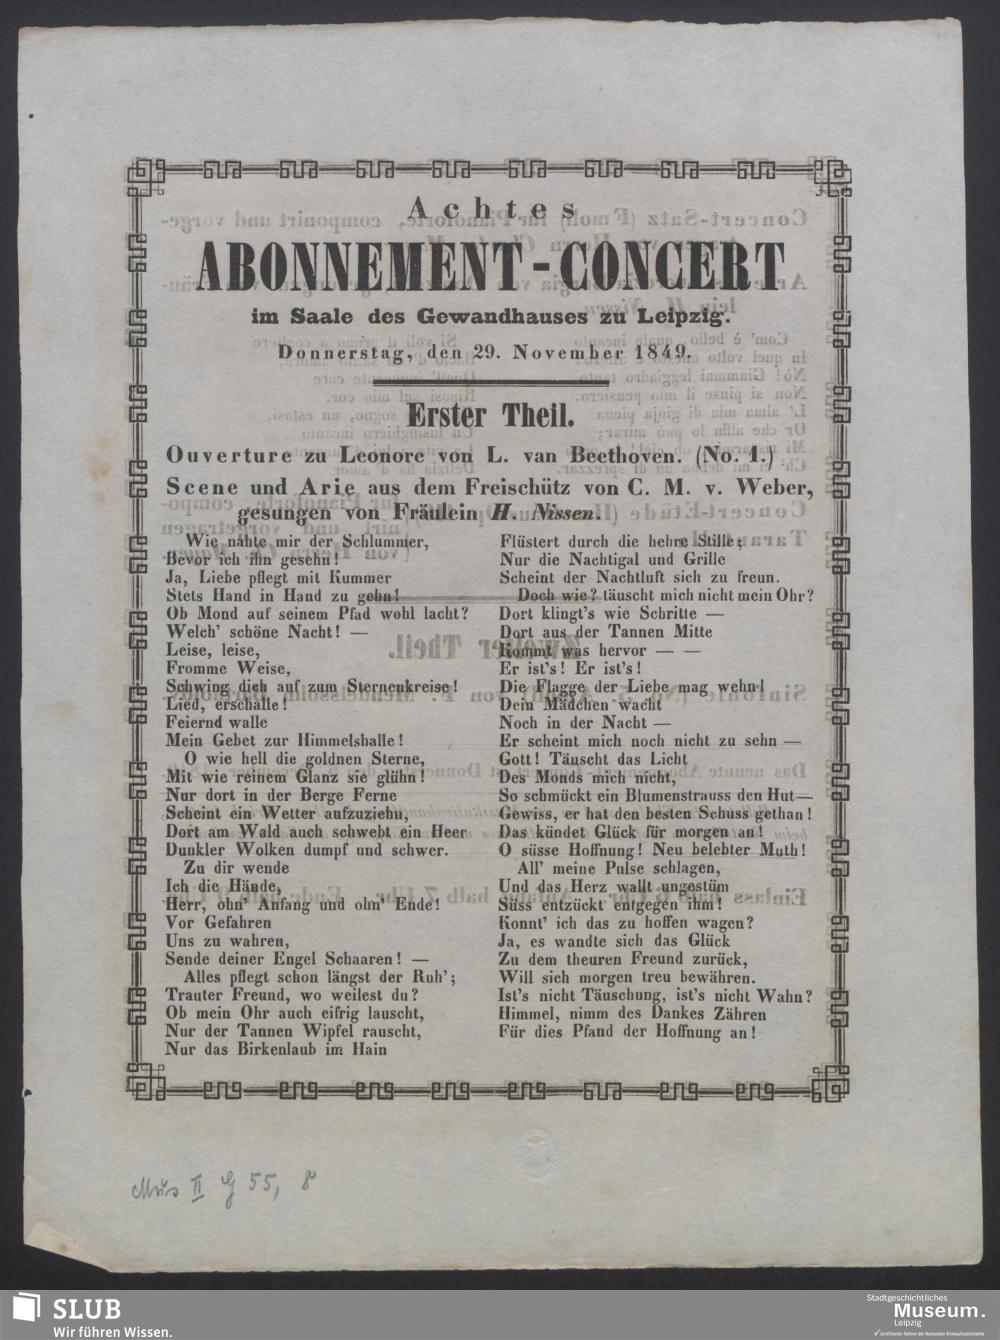 Achtes
ABONNEMENT-CONCERT
im Saale des Gewandhauses zu Leipzig.
Donnerstag, den 29. November 1849.
Erster Theil.
Ouverture zu Leonore von L. van Beethoven. (No. 1.)
Scene und Arie aus dem Freischütz von C. M. v. Weber,
gesungen von Fräulein H. Nissen.
Wie nahte mir der Schlummer,
Bevor ich ihn gesehn!
Ja, Liebe pflegt mit Kummer
Stets Hand in Hand zu gehn!
Ob Mond auf seinem Pfad wohl lacht?
Welch' schöne Nacht! —
Leise, leise,
Fromme Weise,
Schwing dich auf zum Sternenkreise!
Lied, erschalle!
Feiernd walle
Mein Gebet zur Himmelshalle!
O wie hell die goldnen Sterne,
Mit wie reinem Glanz sie glühn!
Nur dort in der Berge Ferne
Scheint ein Wetter aufzuziehn,
Dort am Wald auch schwebt ein Heer
Dunkler Wolken dumpf und schwer.
Zu dir wende
Ich die Hände,
Herr, ohn' Anfang und ohn' Ende!
Vor Gefahren
Uns zu wahren,
Sende deiner Engel Schaaren! —
Alles pflegt schon längst der Ruh';
Trauter Freund, wo weilest du?
Ob mein Ohr auch eifrig lauscht,
Nur der Tannen Wipfel rauscht,
Nur das Birkenlaub im Hain
Flüstert durch die hehre Stille;
Nur die Nachtigal und Grille
Scheint der Nachtluft sich zu freun.
Doch wie? täuscht mich nicht mein Ohr?
Dort klingt's wie Schritte —
Dort aus der Tannen Mitte
Kommt was hervor — —
Er ist's! Er ist's!
Die Flagge der Liebe mag wehn!
Dein Mädchen wacht
Noch in der Nacht —
Er scheint mich noch nicht zu sehn —
Gott! Täuscht das Licht
Des Monds mich nicht,
So schmückt ein Blumenstrauss den Hut—
Gewiss, er hat den besten Schuss gethan!
Das kündet Glück für morgen an!
O süsse Hoffnung! Neu belebter Muth!
All' meine Pulse schlagen,
Und das Herz wallt ungestüm
Süss entzückt entgegen ihm!
Konnt' ich das zu hoffen wagen?
Ja, es wandte sich das Glück
Zu dem theuren Freund zurück,
Will sich morgen treu bewähren.
Ist's nicht Täuschung, ist's nicht Wahn?
Himmel, nimm des Dankes Zähren
Für dies Pfand der Hoffnung an!
Mus II G 55, 8
SLUB
Wir führen Wissen.
Stadtgeschichtliches
Museum.
Leipzig
Zertifizierter Partner der Nationalen Klimaschutzinitiative